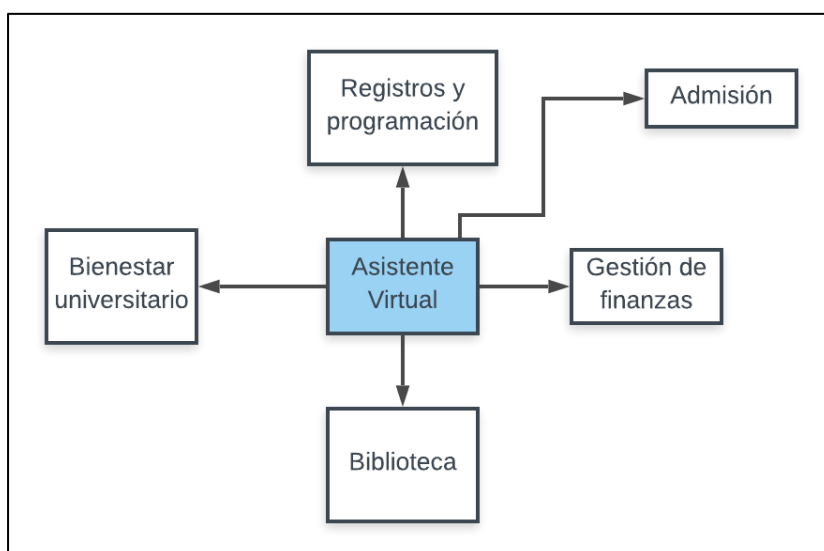 Registros y
programación
Admisión
Bienestar
universitario
Asistente
Virtual
Gestión de
finanzas
Biblioteca